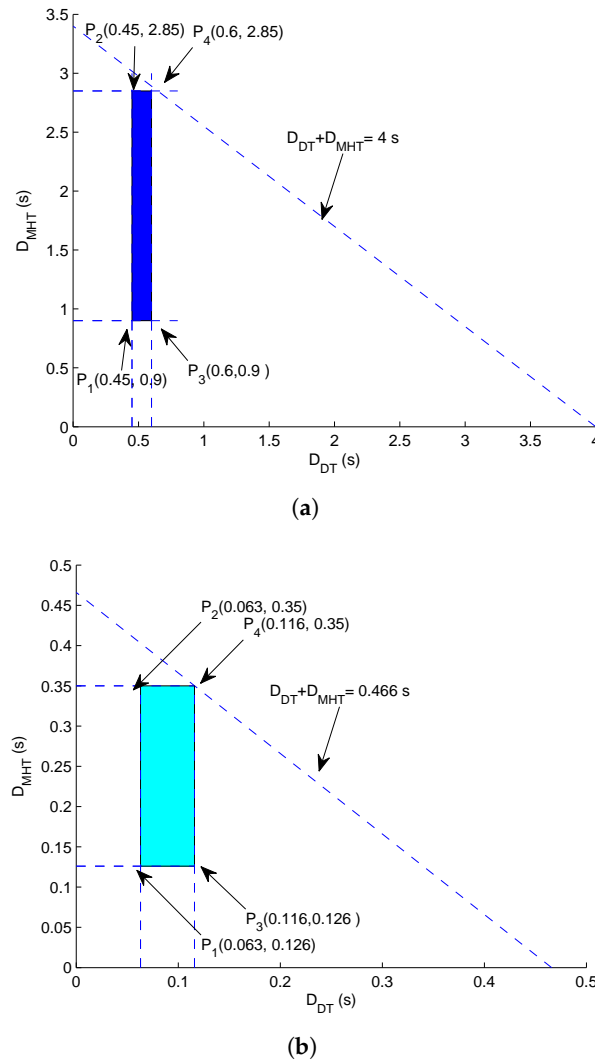 P2(0.45, 2.85)
P4(0.6, 2.85)
3.5
3
2.5
2
1.5
1
0.5
0
DMHT (s)
DDT+DMHT= 4 s
P1(0.45, 0.9)
P3(0.6,0.9 )
0 0.5 1 1.5 2 2.5 3 3.5 4
DDT (s)
(a)
0.5
0.45
0.4
0.35
0.3
0.25
0.2
0.15
0.1
0.05
0
DMHT (s)
P2(0.063, 0.35)
P4(0.116, 0.35)
DDT+DMHT= 0.466 s
P3(0.116,0.126 )
P1(0.063, 0.126)
0 0.1 0.2 0.3 0.4 0.5
DDT (s)
(b)